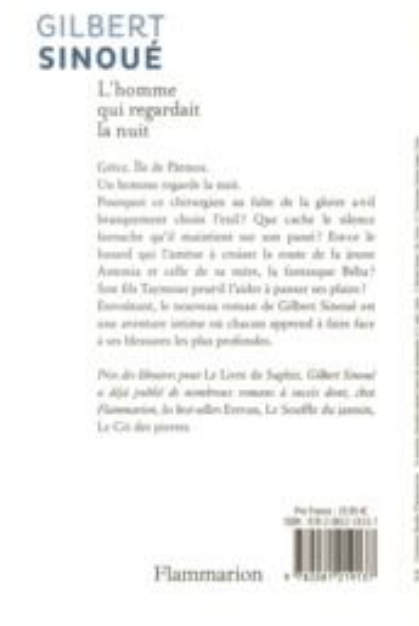 GILBERT
SINOUÉ
L'homme
qui regardait
la nuit
Grèce. Île de Patmos.
Un homme regarde la nuit.
Pourquoi ce chirurgien au faîte de la gloire a-t-il
brusquement choisi l'exil ? Que cache le silence
farouche qu'il maintient sur son passé ? Est-ce le
hasard qui l'amène à croiser la route de la jeune
Antonia et celle de sa mère, la fantasque Béba ?
Son fils Taymour peut-il l'aider à panser ses plaies ?
Envoûtant, le nouveau roman de Gilbert Sinoué est
une aventure intime où chacun apprend à faire face
à ses blessures les plus profondes.
Prix des libraires pour Le Livre de Saphir, Gilbert Sinoué
a déjà publié de nombreux romans à succès dont, chez
Flammarion, les best-sellers Erevan, Le Souffle du jasmin,
Le Cri des pierres.
Prix France
ISBN
Flammarion